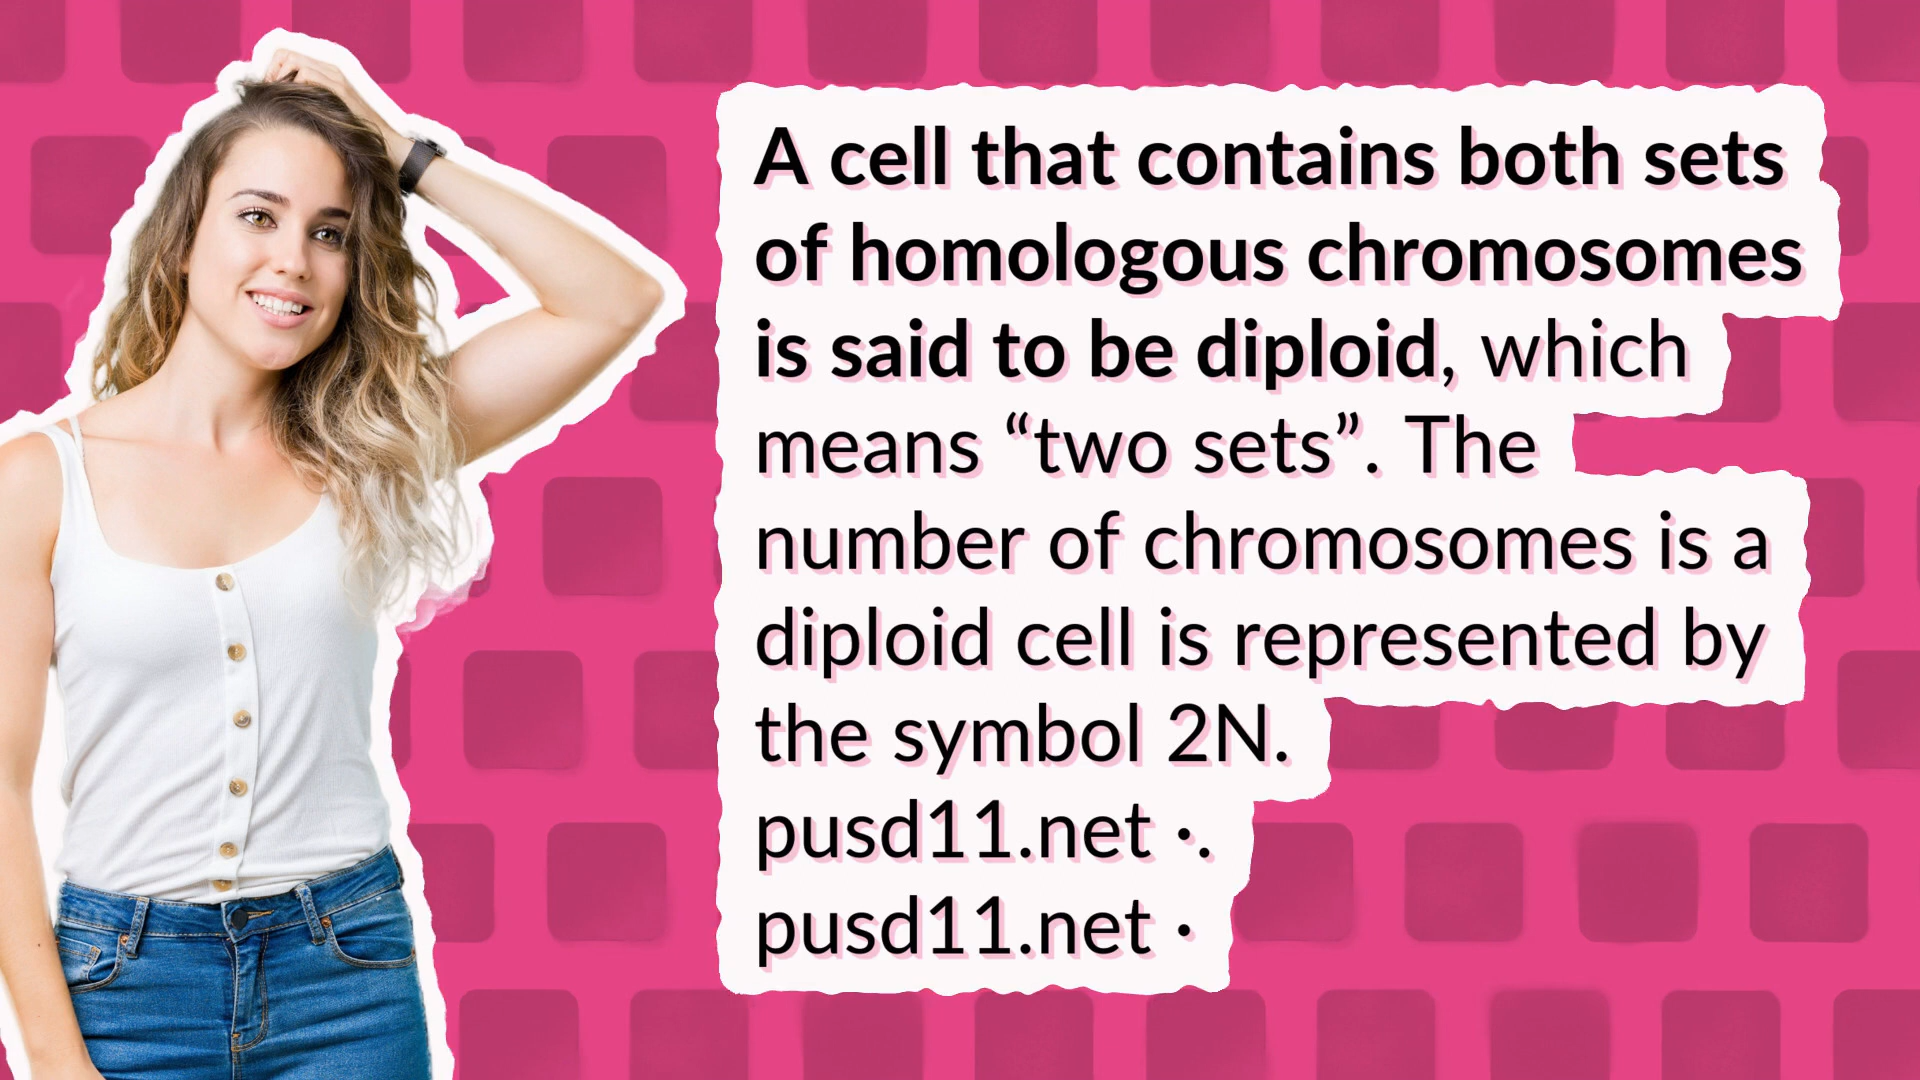 A cell that contains both sets
of homologous chromosomes
is said to be diploid, which
means “two sets”. The
number of chromosomes is a
diploid cell is represented by
the symbol 2N.
pusd11.net ·.
pusd11.net ·